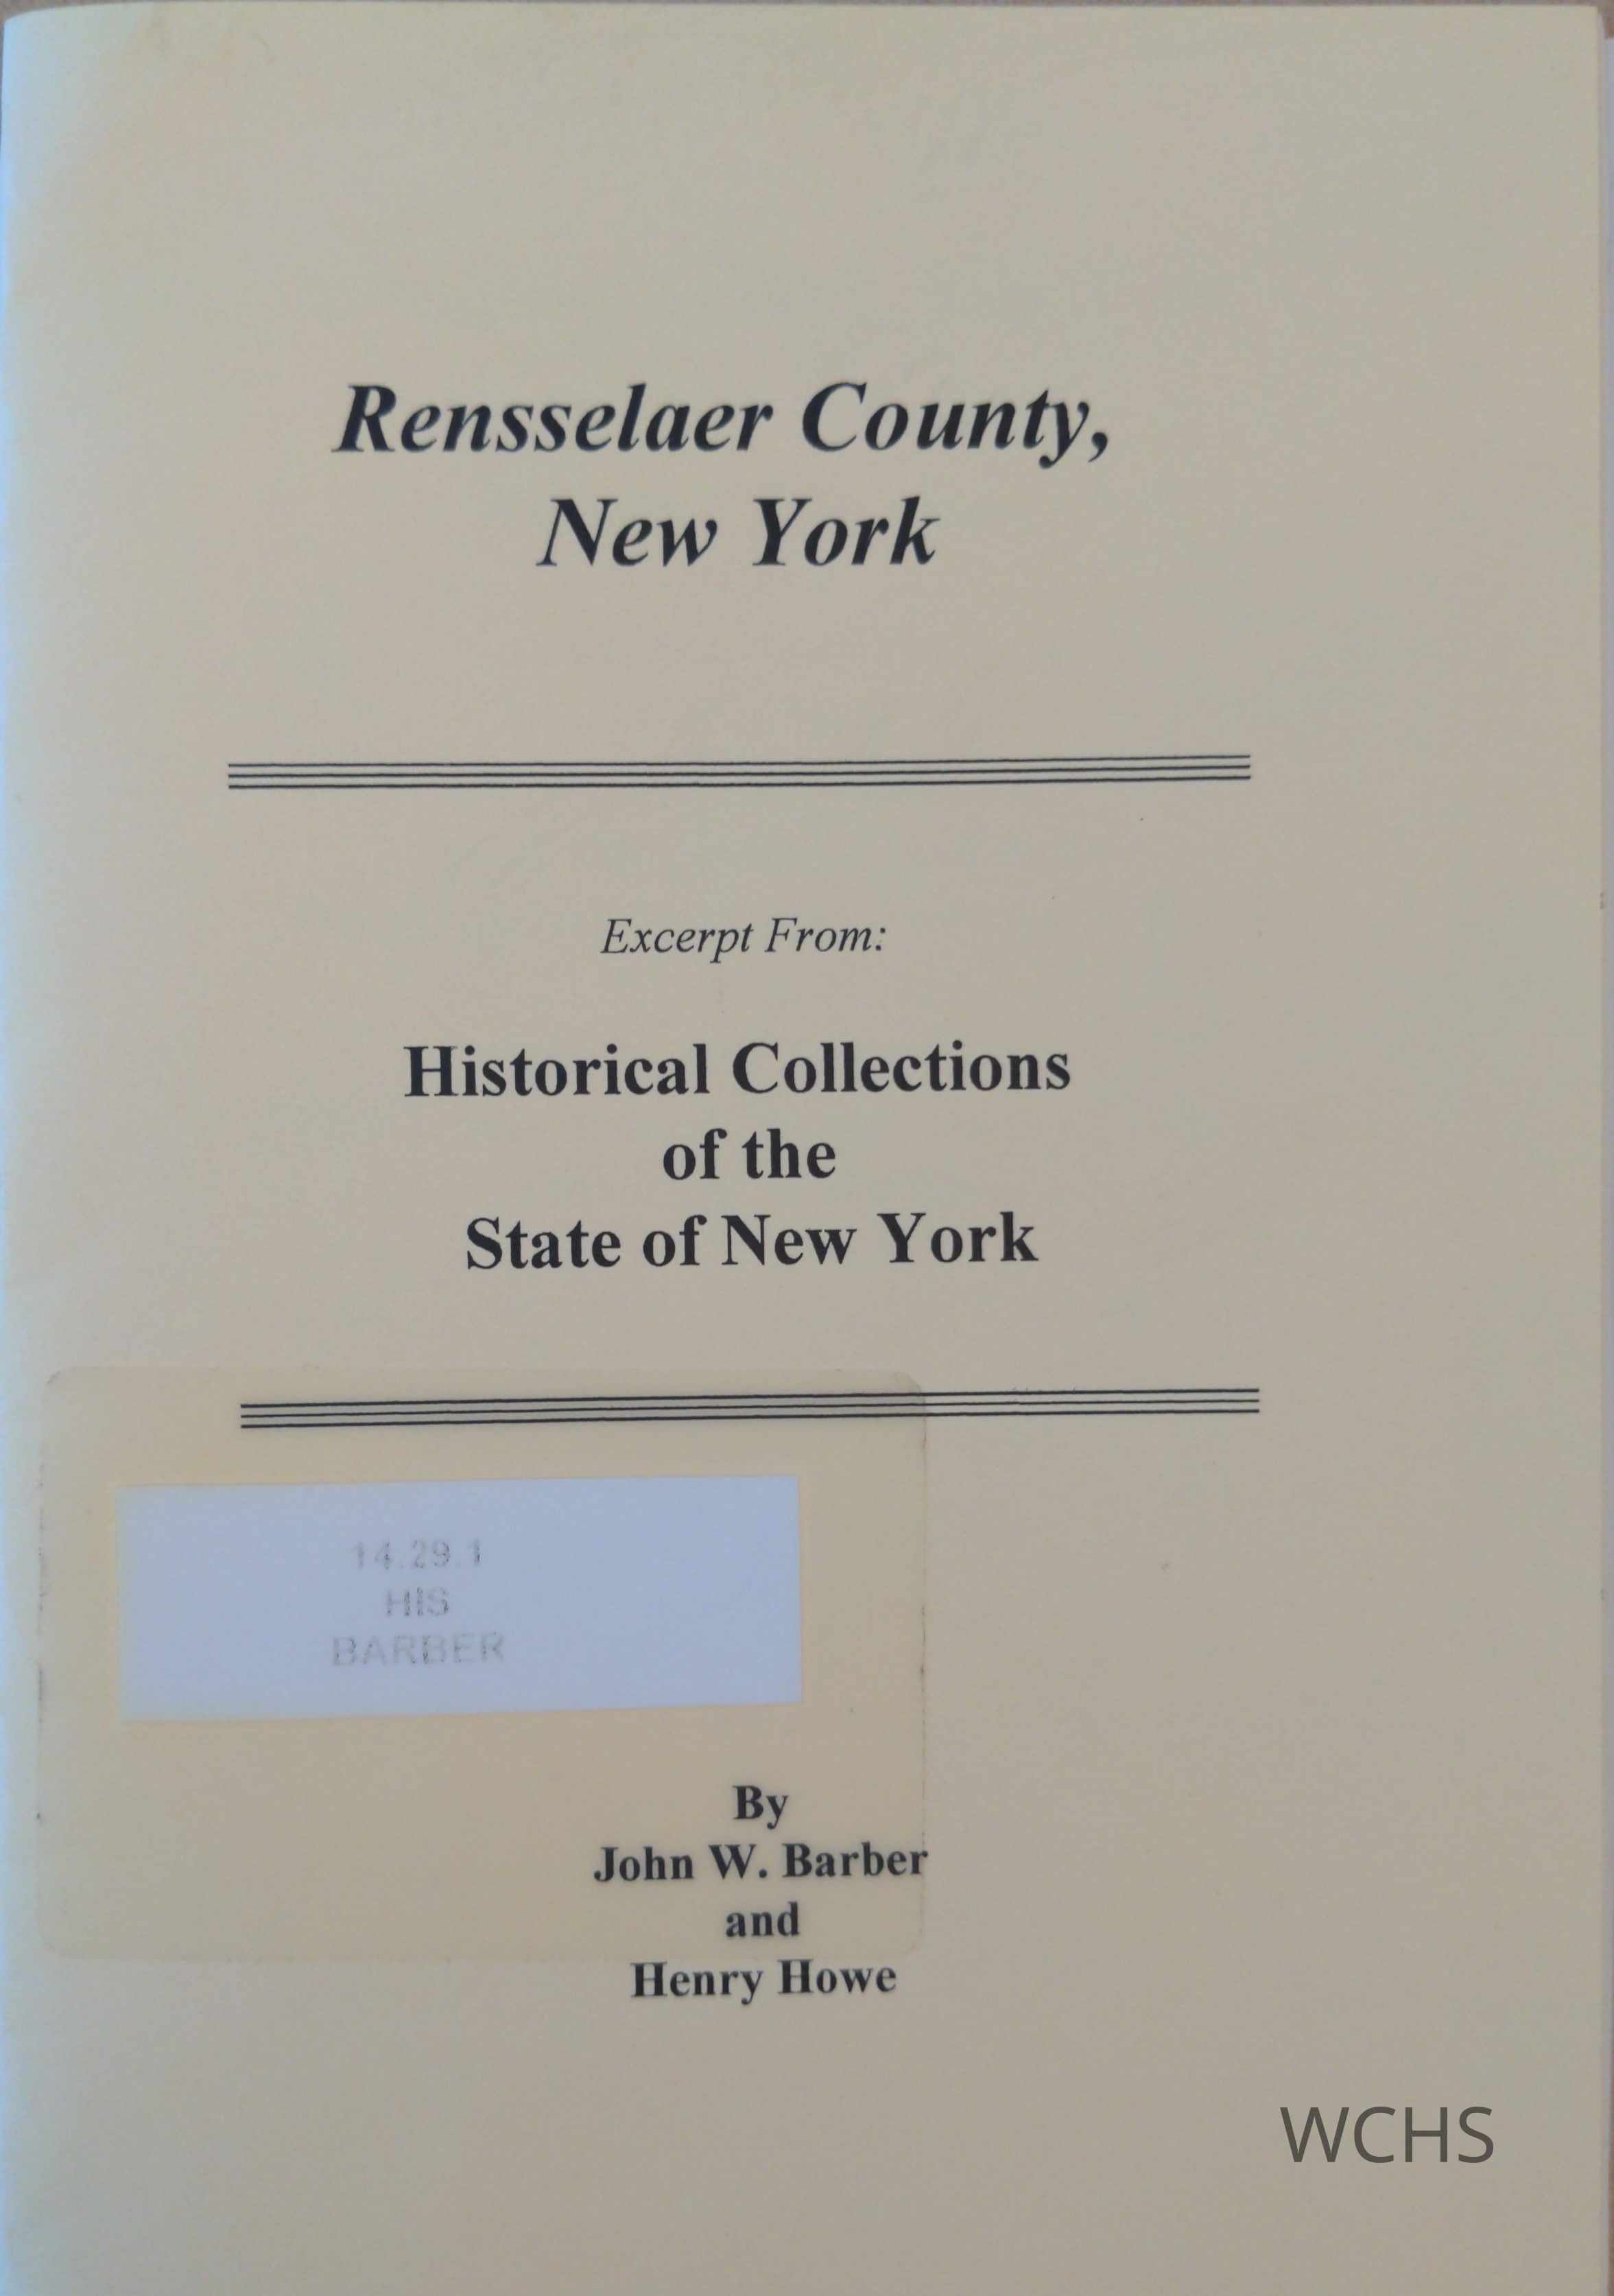 Rensselaer County,
New York
Excerpt From:
Historical Collections
of the
State of New York
14.29.1
HIS
BARBER
By
John W. Barber
and
Henry Howe
WCHS